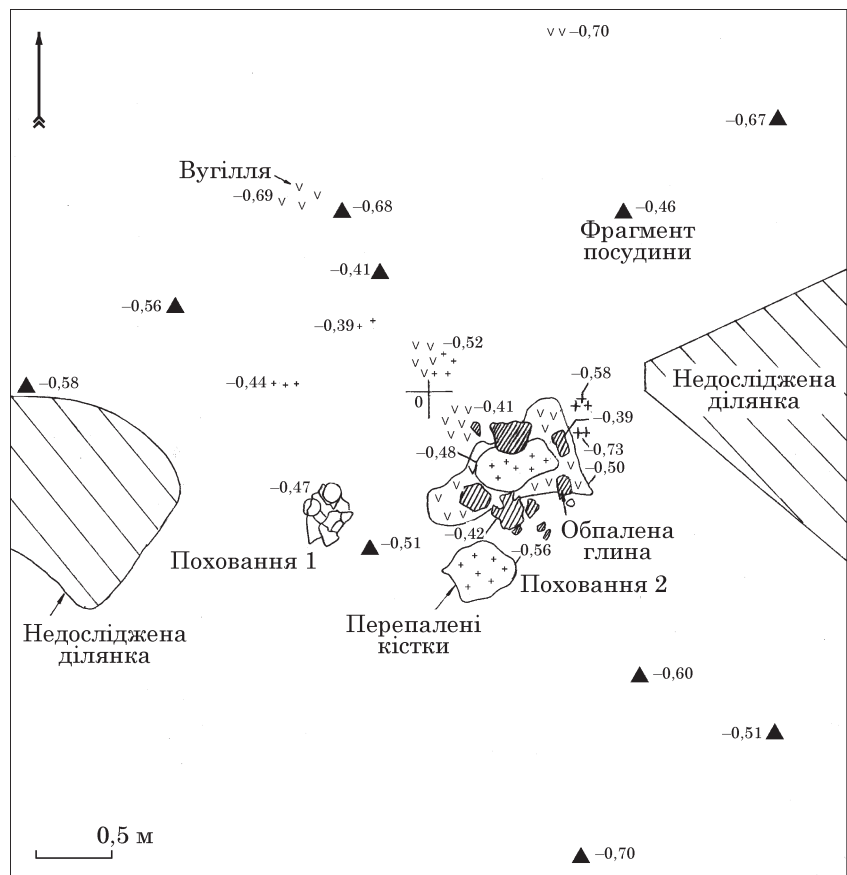 –0,70
–0,67
Вугілля
–0,69
–0,68
–0,46
Фрагмент
посудини
–0,41
–0,56
–0,39
–0,52
–0,58
–0,44
–0,58
Недосліджена
ділянка
0
–0,41
–0,39
–0,48
–0,73
–0,50
–0,47
–0,42
Обпалена
глина
–0,51
–0,56
Поховання 1
Поховання 2
Перепалені
кістки
Недосліджена
ділянка
–0,60
–0,51
0,5 м
–0,70